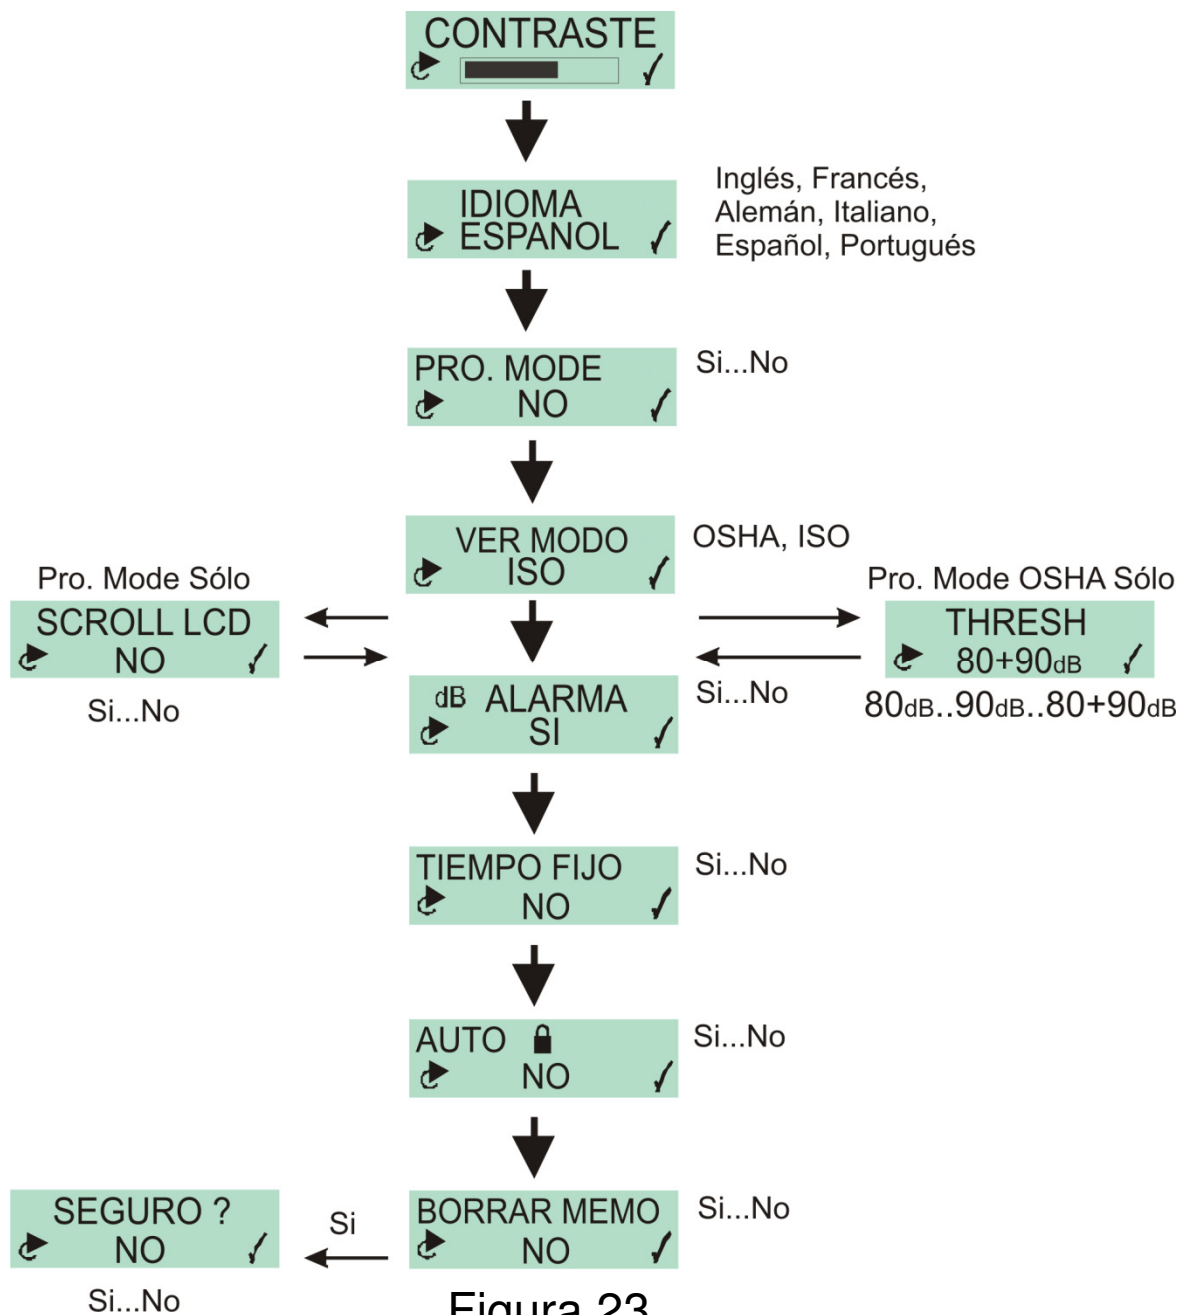 CONTRASTE
IDIOMA
ESPANOL
Inglés, Francés,
Alemán, Italiano,
Español, Portugués
PRO. MODE
NO
Si...No
VER MODO
ISO
OSHA, ISO
Pro. Mode Sólo
SCROLL LCD
NO
Si...No
Pro. Mode OSHA Sólo
THRESH
80+90dB
80dB..90dB..80+90dB
dB ALARMA
SI
Si...No
TIEMPO FIJO
NO
Si...No
AUTO
NO
Si...No
BORRAR MEMO
NO
Si...No
Si
SEGURO ?
NO
Si...No
Figura 23